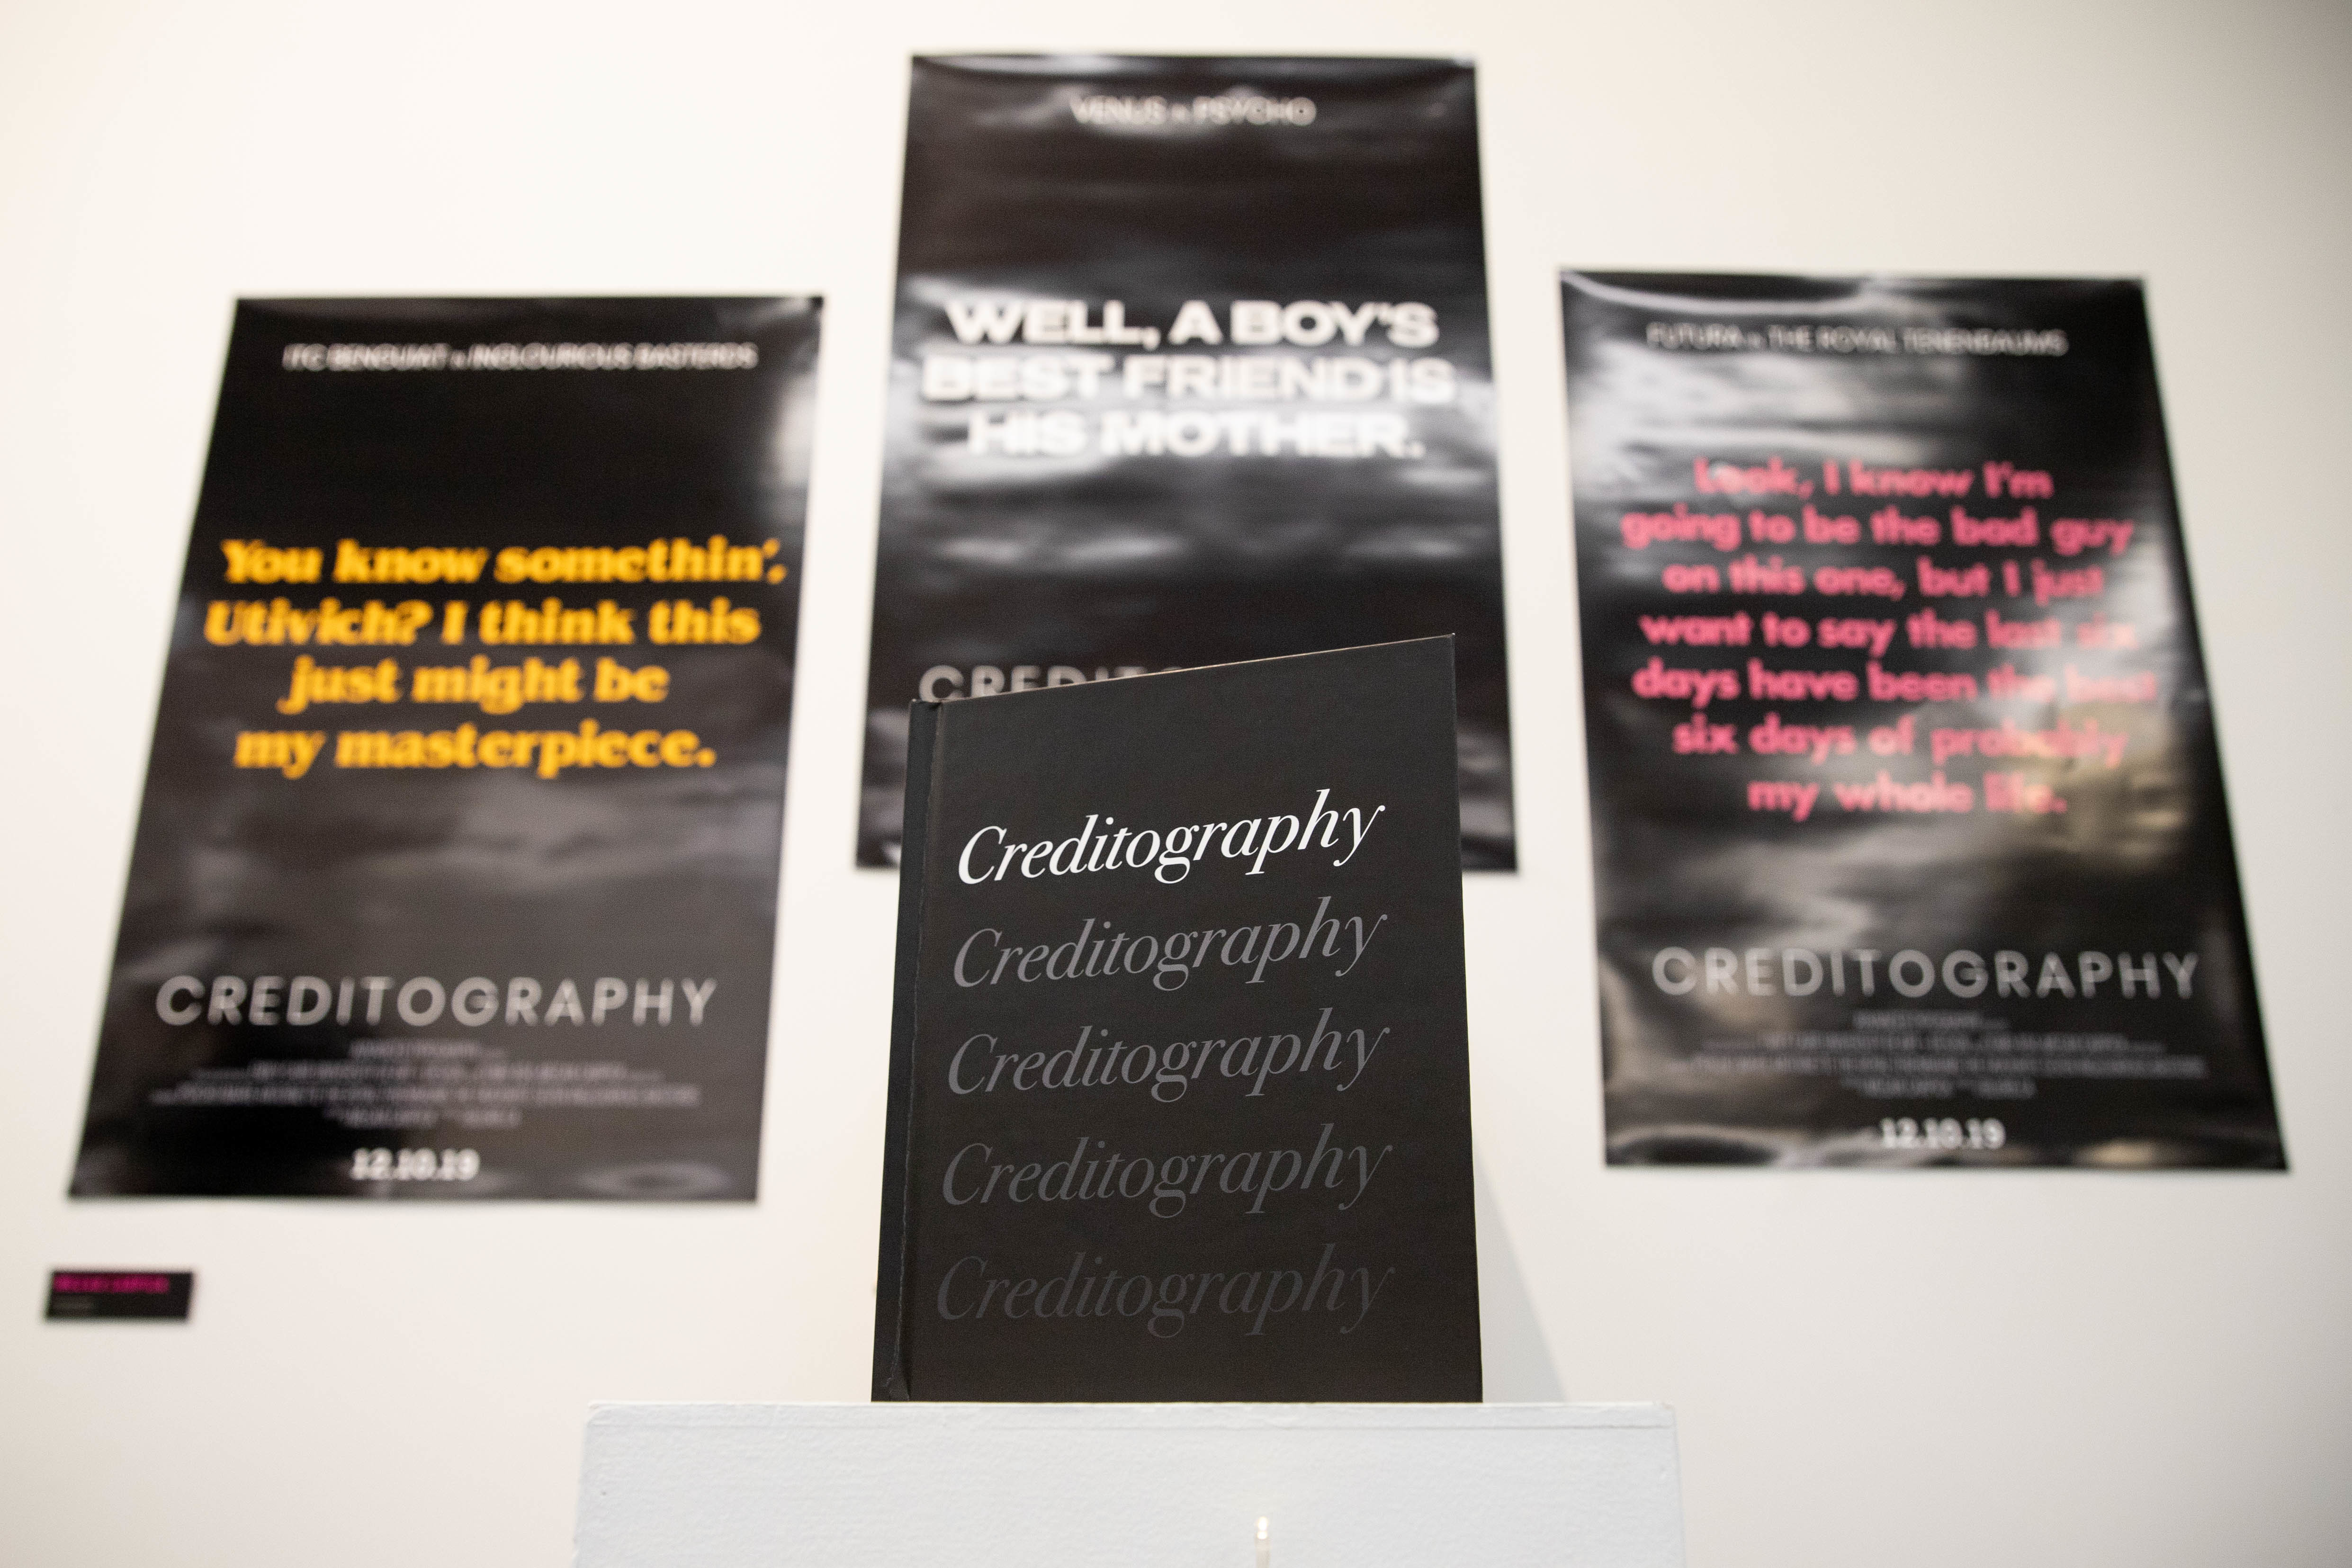 ITC BENGUIAT x INGLOURIOUS BASTERDS
You know somethin',
Utivich? I think this
just might be
my masterpiece.
CREDITOGRAPHY
12.10.19
VENUS x PSYCHO
WELL, A BOY'S
BEST FRIEND IS
HIS MOTHER.
FUTURA x THE ROYAL TENENBAUMS
Look, I know I'm
going to be the bad guy
on this one, but I just
want to say the last six
days have been the best
six days of probably
my whole life.
CREDITOGRAPHY
12.10.19
Creditography
Creditography
Creditography
Creditography
Creditography